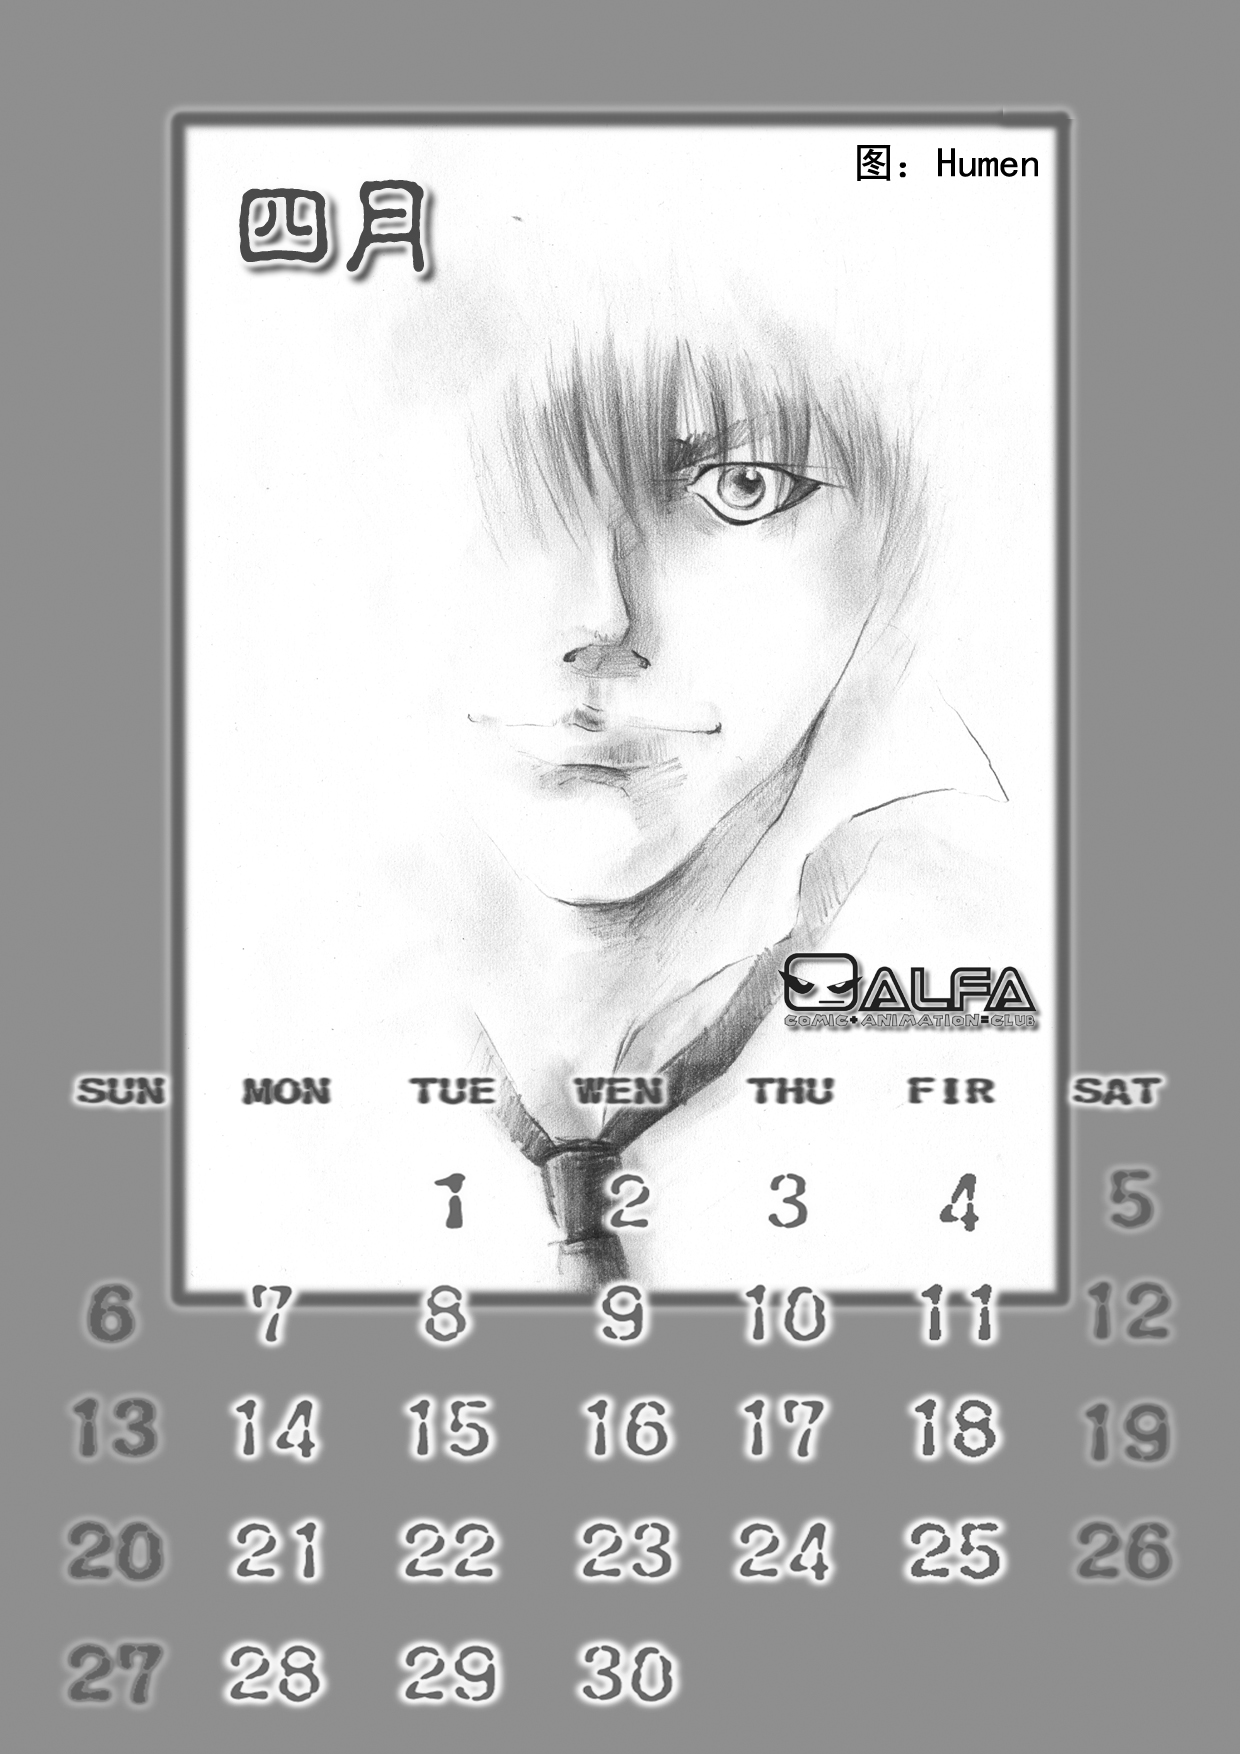 图：Humen
四月
ALFA
COMIC+ANIMATION=CLUB
SUN MON TUE WEN THU FIR SAT
1 2 3 4 5
6 7 8 9 10 11 12
13 14 15 16 17 18 19
20 21 22 23 24 25 26
27 28 29 30